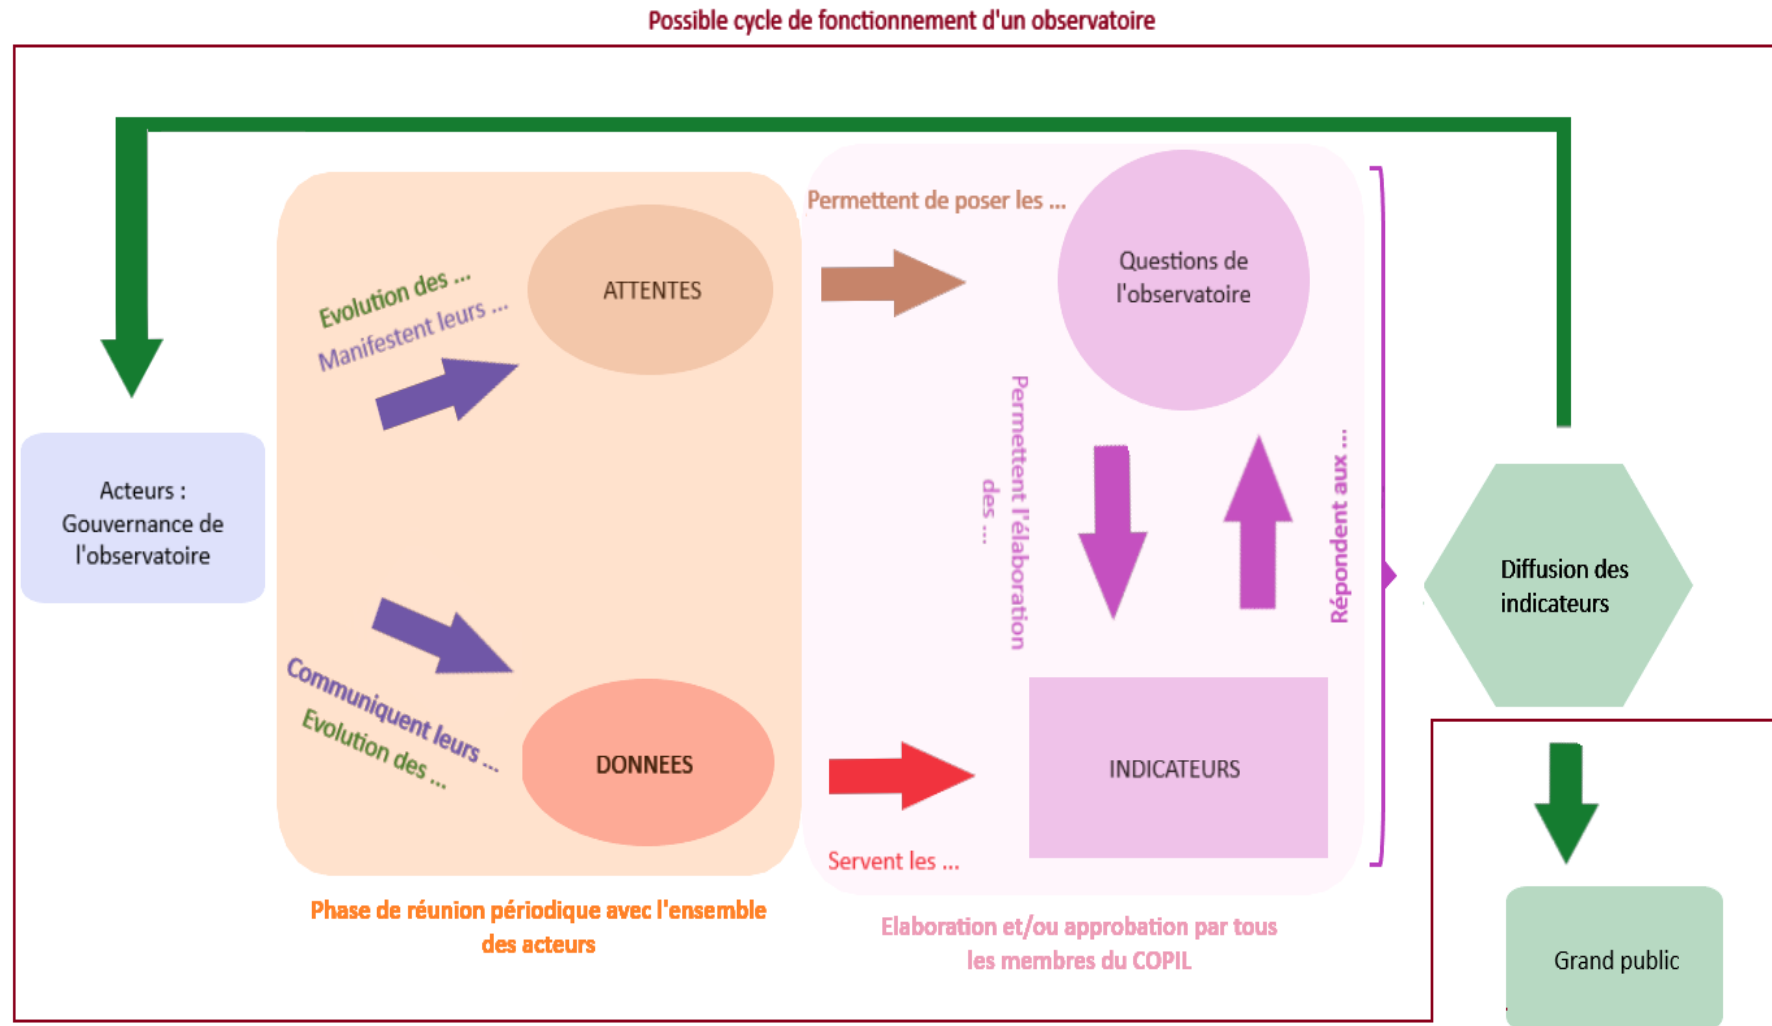 Possible cycle de fonctionnement d'un observatoire
Permettent de poser les ...
Evolution des ...
Manifestent leurs ...
ATTENTES
Questions de
l'observatoire
Acteurs :
Gouvernance de
l'observatoire
Permettent l'élaboration
des ...
Répondent aux ...
Diffusion des
indicateurs
Communiquent leurs ...
Evolution des ...
DONNEES
INDICATEURS
Servent les ...
Phase de réunion périodique avec l'ensemble
des acteurs
Elaboration et/ou approbation par tous
les membres du COPIL
Grand public